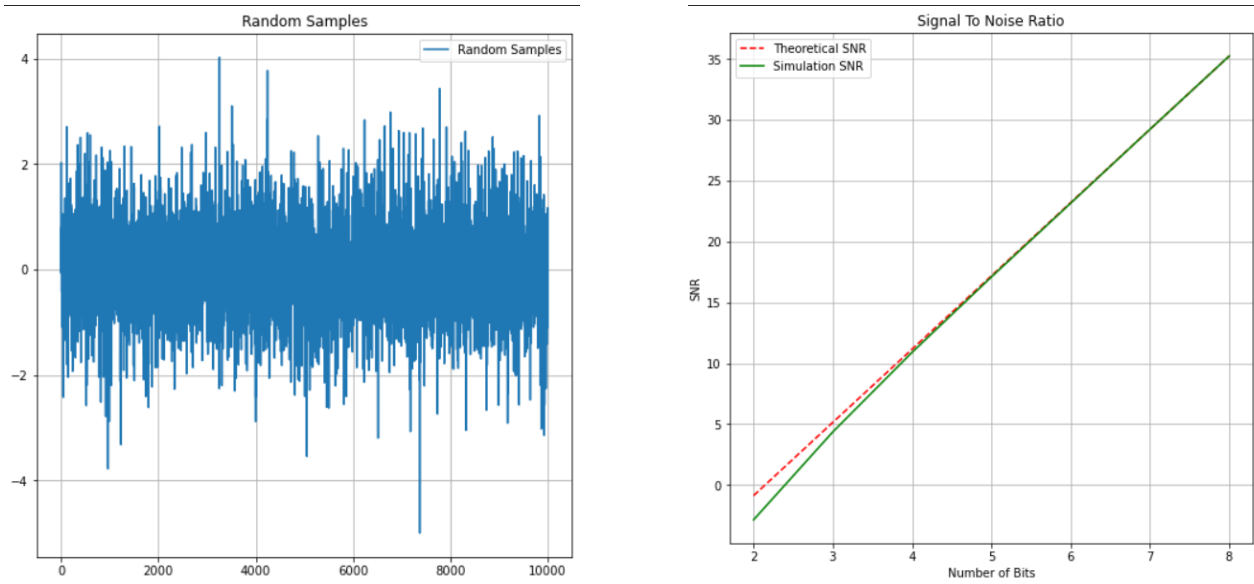 Random Samples
Random Samples
4
2
0
−2
−4
0 2000 4000 6000 8000 10000
Signal To Noise Ratio
Theoretical SNR
Simulation SNR
35
30
25
20
15
10
5
0
SNR
2 3 4 5 6 7 8
Number of Bits